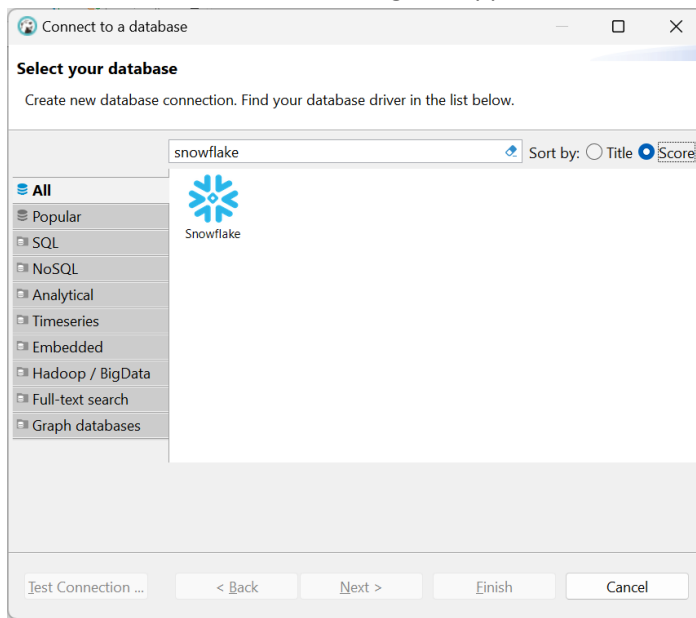 Connect to a database
Select your database
Create new database connection. Find your database driver in the list below.
snowflake
Sort by: Title Score
All
Popular
SQL
NoSQL
Analytical
Timeseries
Embedded
Hadoop / BigData
Full-text search
Graph databases
Snowflake
Test Connection ...
< Back
Next >
Finish
Cancel